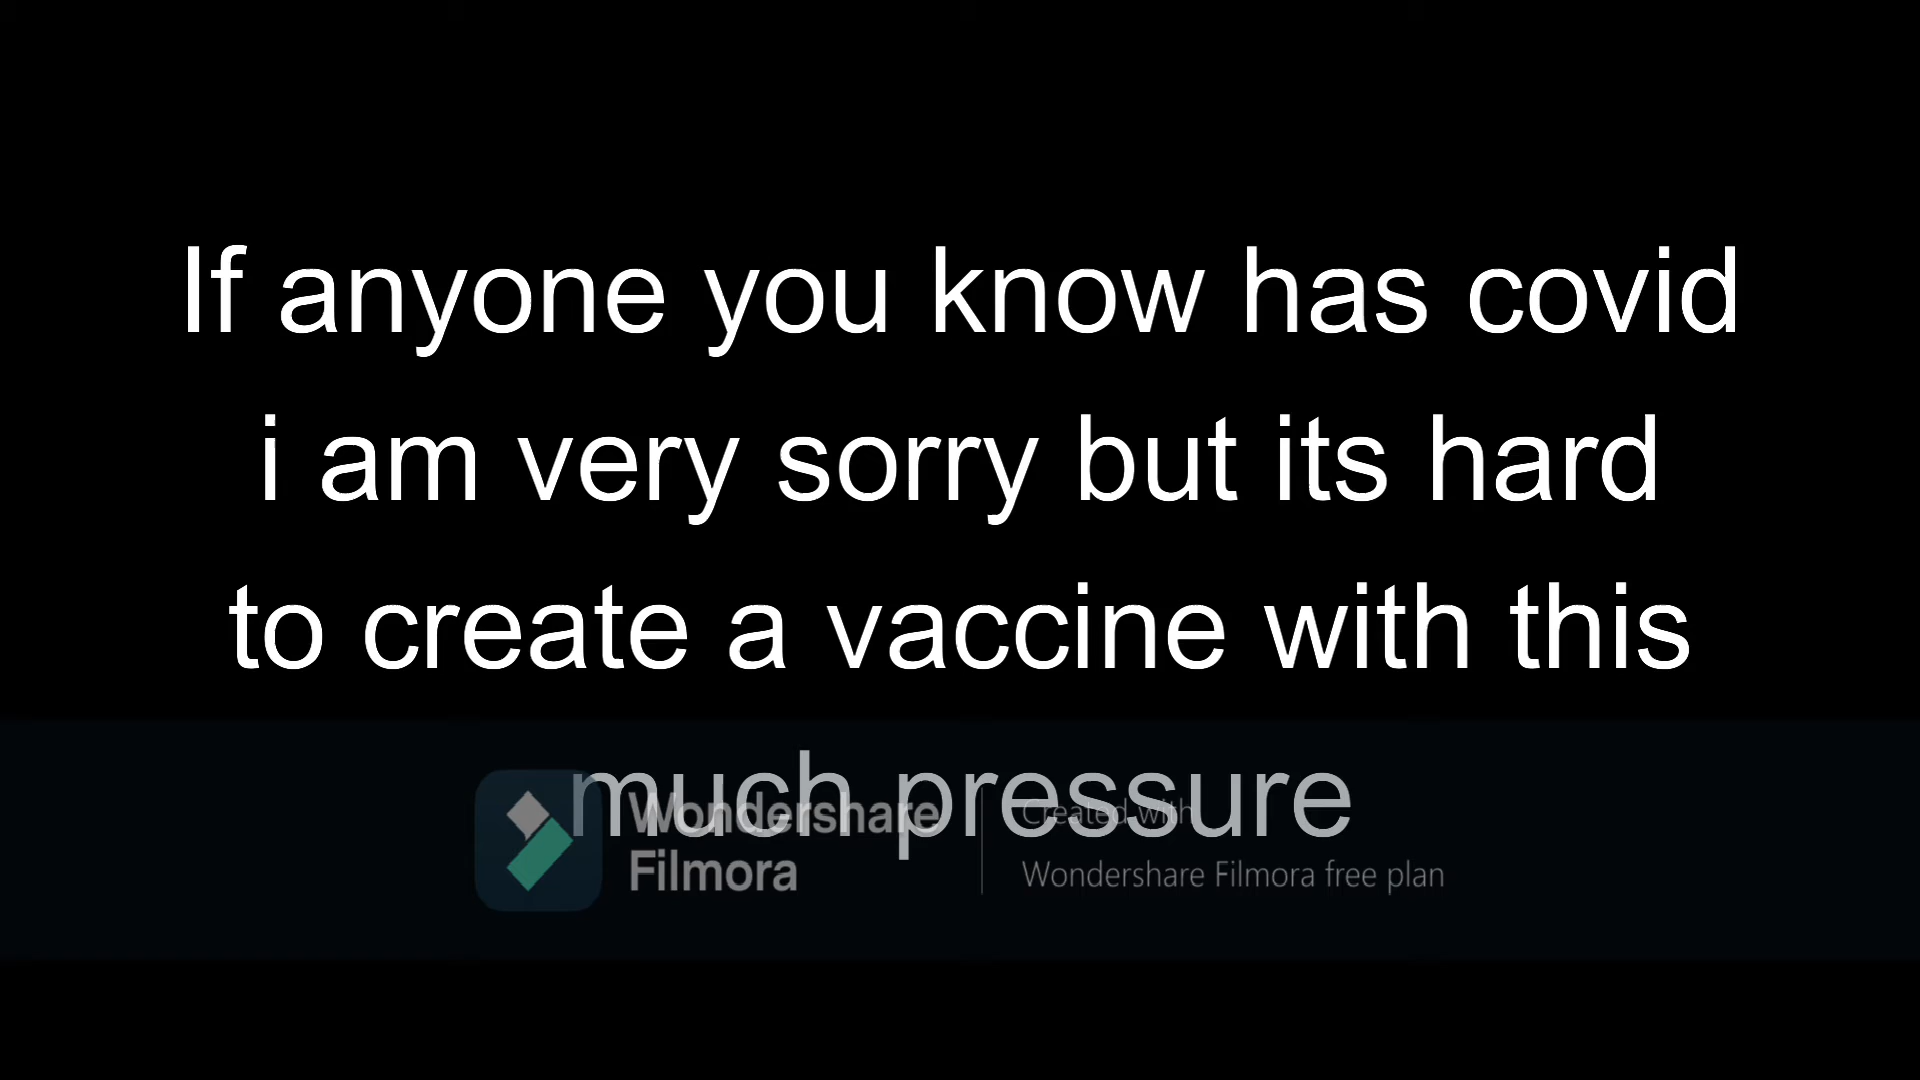 If anyone you know has covid
i am very sorry but its hard
to create a vaccine with this
much pressure
Wondershare
Filmora
Created with
Wondershare Filmora free plan